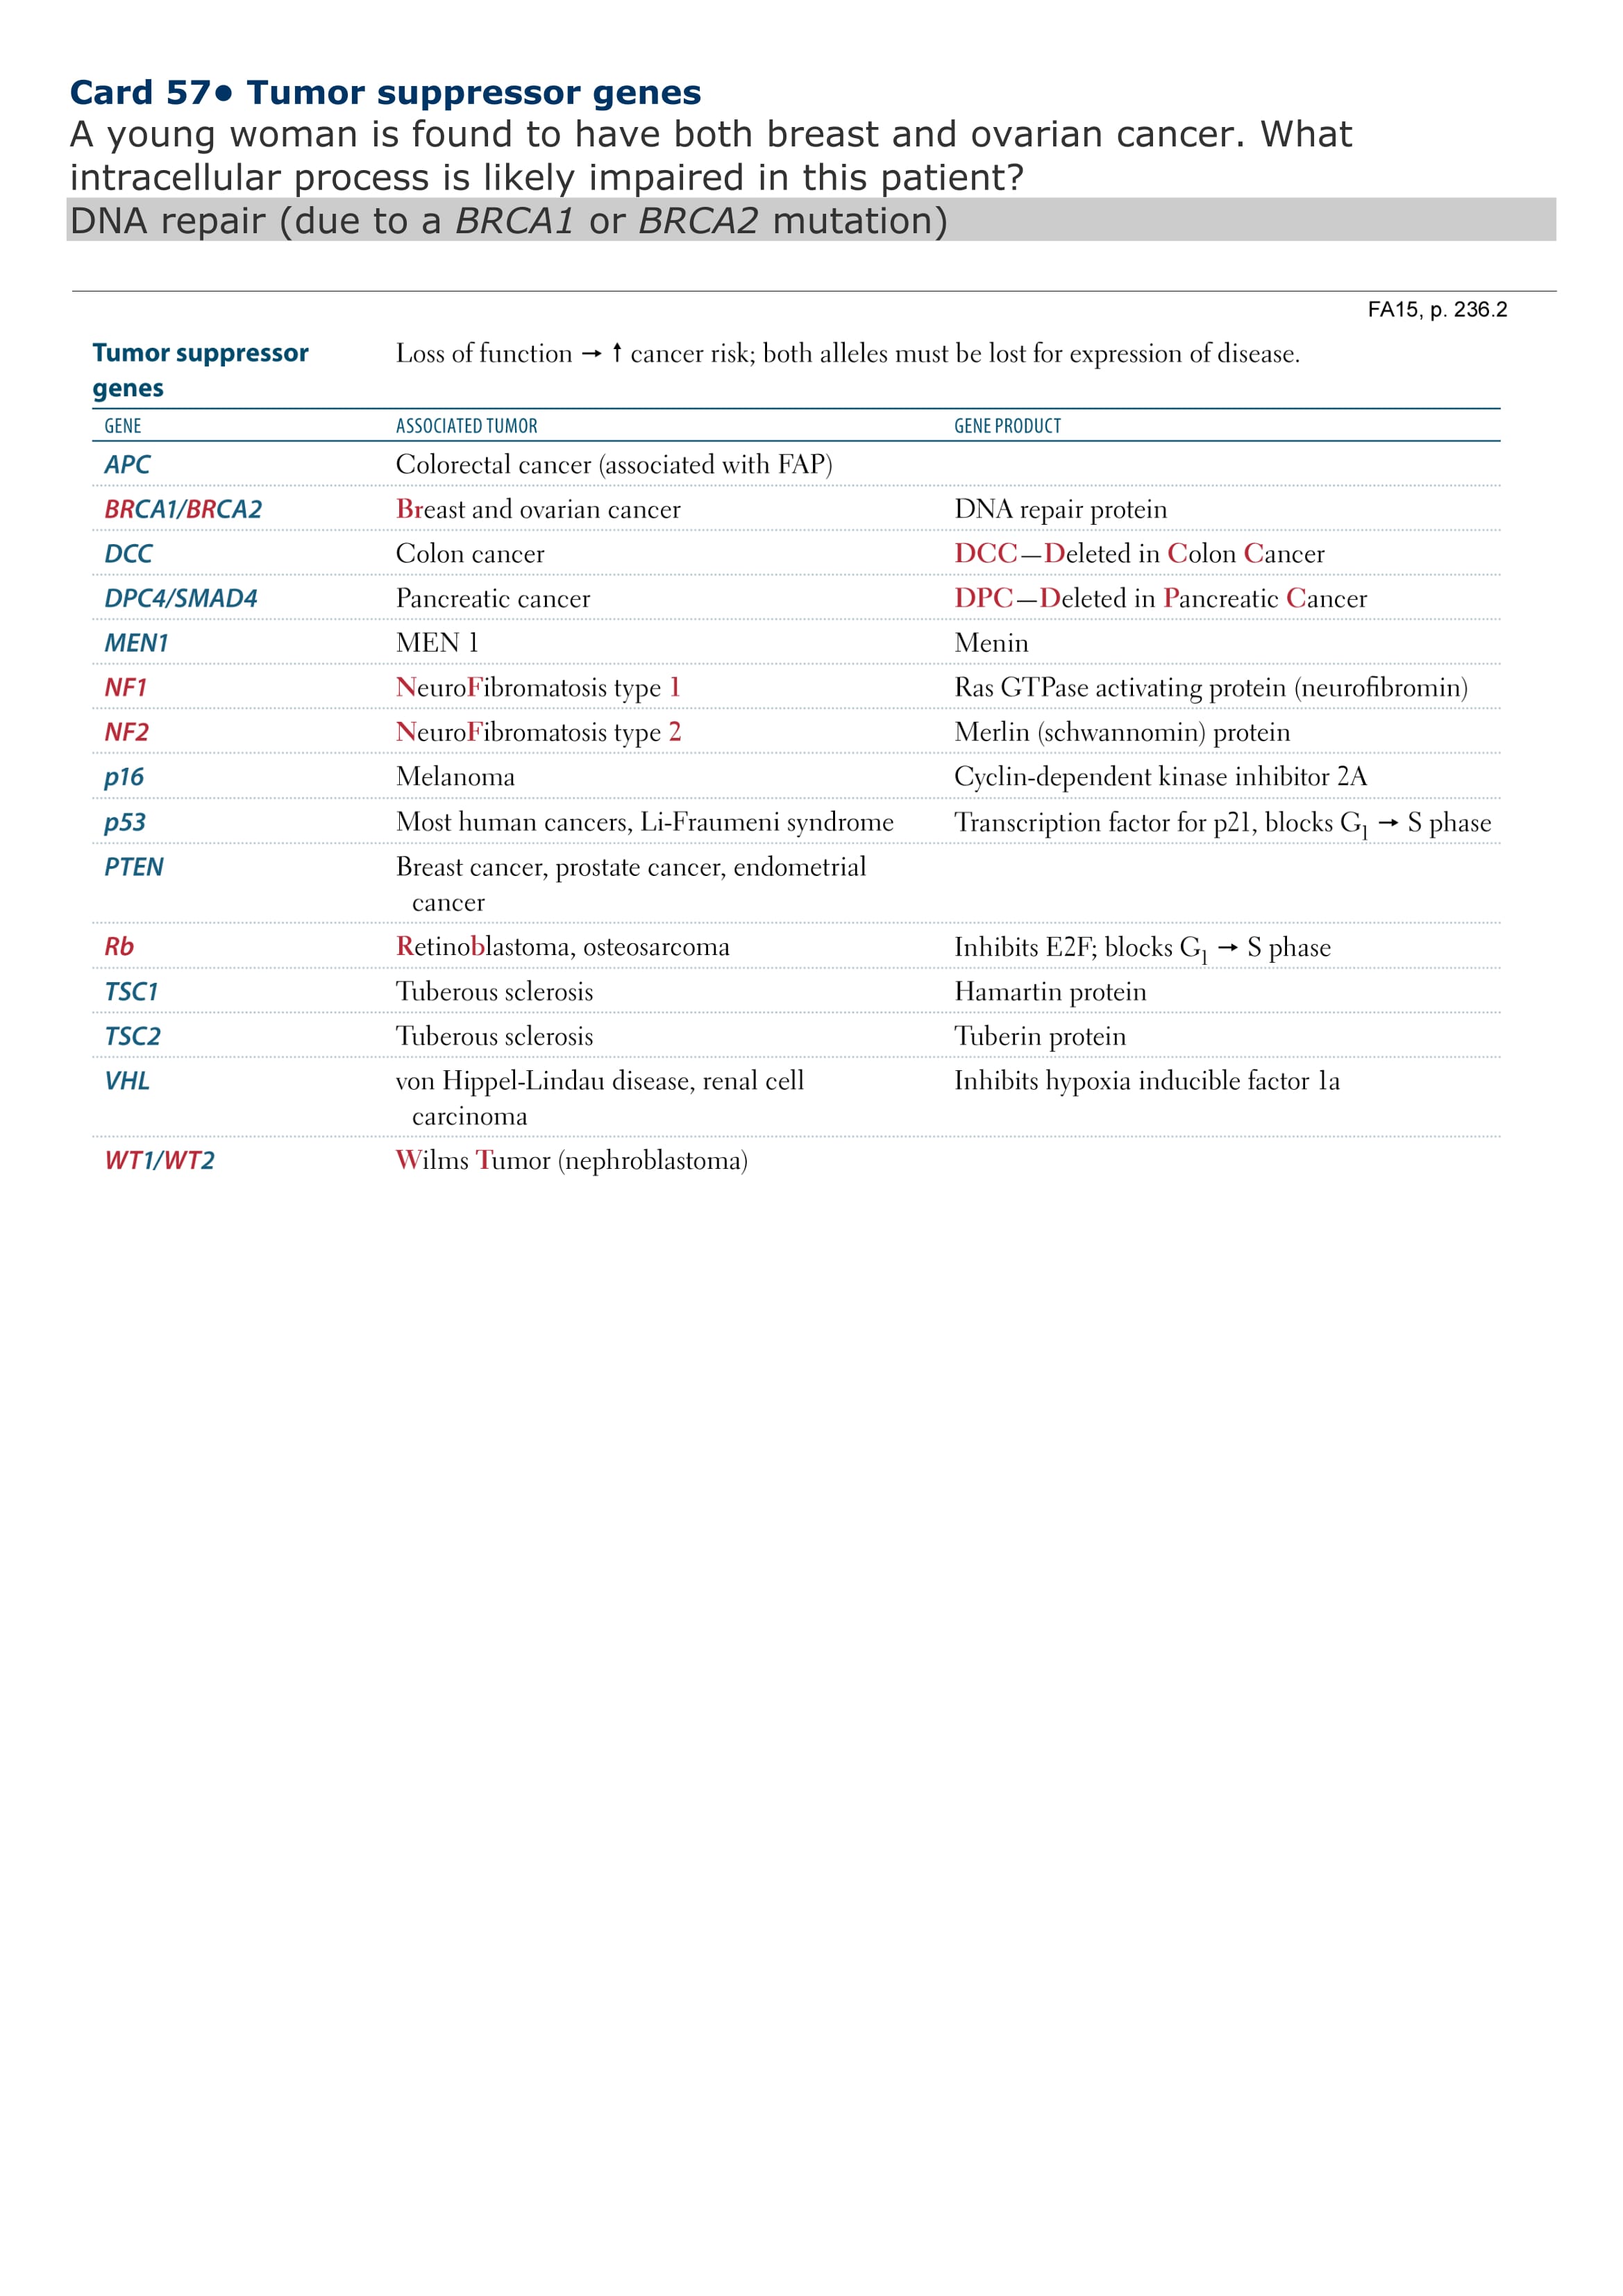 Card 57● Tumor suppressor genes
A young woman is found to have both breast and ovarian cancer. What
intracellular process is likely impaired in this patient?
DNA repair (due to a BRCA1 or BRCA2 mutation)
FA15, p. 236.2
Tumor suppressor genes
Loss of function → ↑ cancer risk; both alleles must be lost for expression of disease.
GENE ASSOCIATED TUMOR GENE PRODUCT
APC Colorectal cancer (associated with FAP)
BRCA1/BRCA2 Breast and ovarian cancer DNA repair protein
DCC Colon cancer DCC—Deleted in Colon Cancer
DPC4/SMAD4 Pancreatic cancer DPC—Deleted in Pancreatic Cancer
MEN1 MEN 1 Menin
NF1 NeuroFibromatosis type 1 Ras GTPase activating protein (neurofibromin)
NF2 NeuroFibromatosis type 2 Merlin (schwannomin) protein
p16 Melanoma Cyclin-dependent kinase inhibitor 2A
p53 Most human cancers, Li-Fraumeni syndrome Transcription factor for p21, blocks G1 → S phase
PTEN Breast cancer, prostate cancer, endometrial
cancer
Rb Retinoblastoma, osteosarcoma Inhibits E2F; blocks G1 → S phase
TSC1 Tuberous sclerosis Hamartin protein
TSC2 Tuberous sclerosis Tuberin protein
VHL von Hippel-Lindau disease, renal cell Inhibits hypoxia inducible factor 1a
carcinoma
WT1/WT2 Wilms Tumor (nephroblastoma)